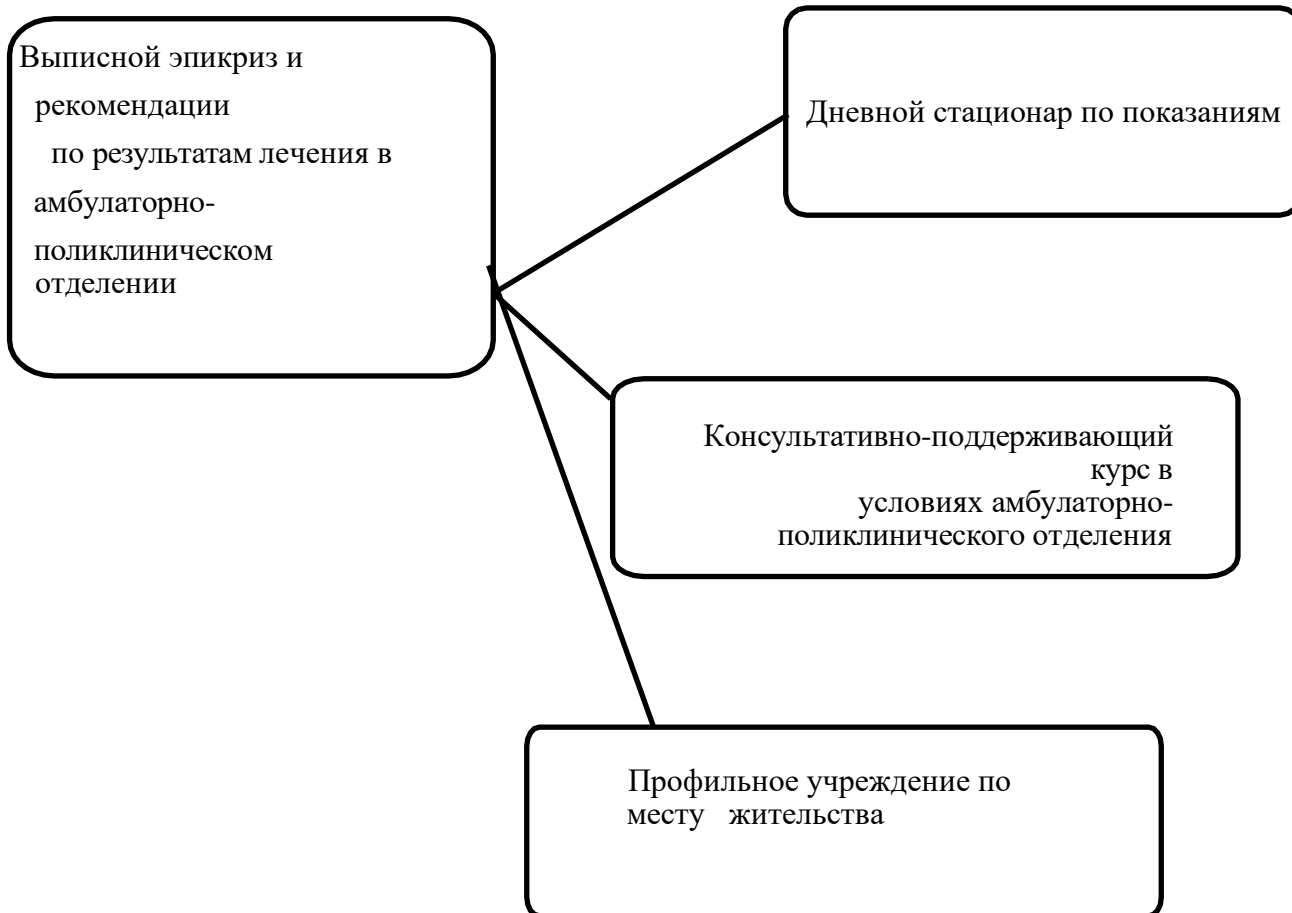 Выписной эпикриз и
рекомендации
по результатам лечения в
амбулаторно-
поликлиническом
отделении
Дневной стационар по показаниям
Консультативно-поддерживающий
курс в
условиях амбулаторно-
поликлинического отделения
Профильное учреждение по
месту жительства